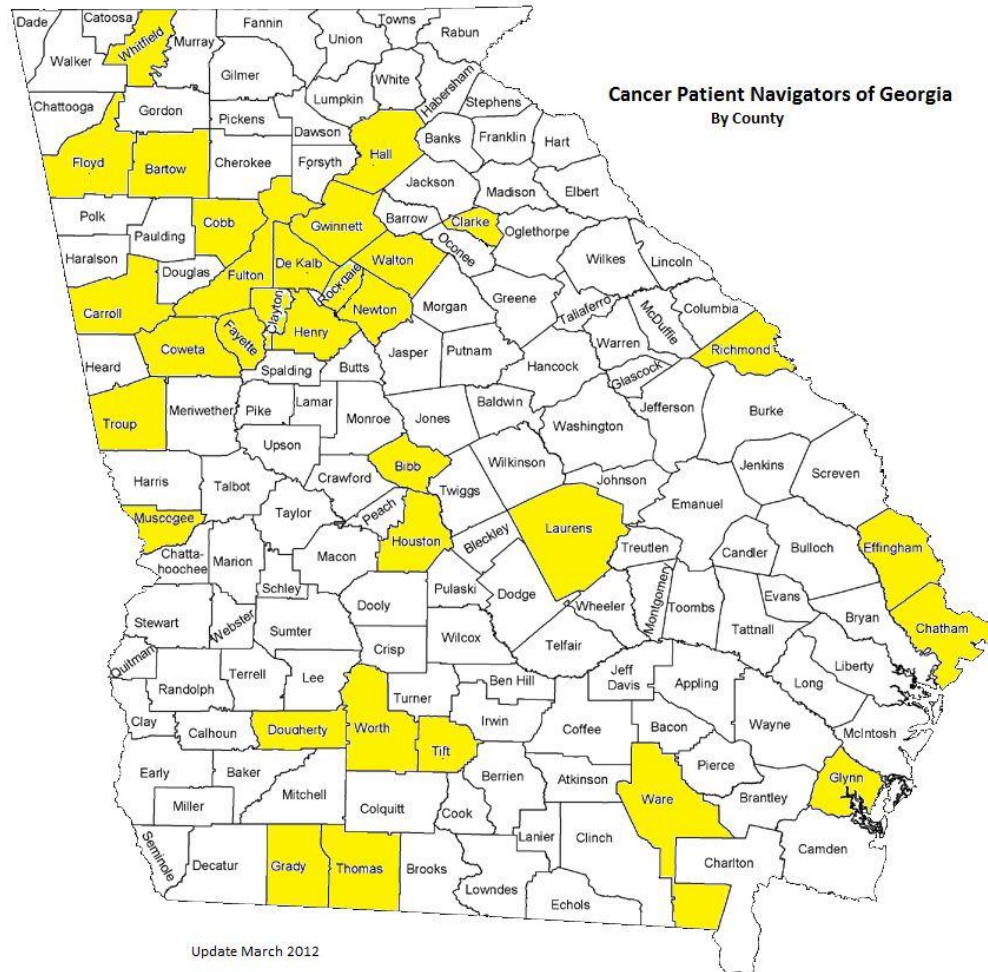 Cancer Patient Navigators of Georgia
By County
Dade
Catoosa
Whitfield
Murray
Fannin
Union
Towns
Rabun
Walker
Gilmer
White
Habersham
Lumpkin
Stephens
Chattooga
Gordon
Pickens
Dawson
Banks
Franklin
Hart
Floyd
Bartow
Cherokee
Forsyth
Hall
Jackson
Madison
Elbert
Polk
Paulding
Cobb
Gwinnett
Barrow
Clarke
Oglethorpe
Oconee
Haralson
Douglas
Fulton
De Kalb
Walton
Wilkes
Lincoln
Rockdale
Carroll
Clayton
Henry
Newton
Morgan
Greene
Taliaferro
McDuffie
Columbia
Fayette
Coweta
Richmond
Warren
Heard
Spalding
Butts
Jasper
Putnam
Hancock
Glascock
Troup
Meriwether
Pike
Lamar
Monroe
Jones
Baldwin
Washington
Jefferson
Burke
Upson
Bibb
Wilkinson
Jenkins
Screven
Harris
Talbot
Crawford
Twiggs
Johnson
Emanuel
Muscogee
Taylor
Peach
Houston
Bleckley
Laurens
Treutlen
Candler
Bulloch
Effingham
Chatta-
hoochee
Marion
Macon
Schley
Pulaski
Dodge
Wheeler
Montgomery
Toombs
Evans
Bryan
Chatham
Stewart
Webster
Sumter
Dooly
Wilcox
Telfair
Tattnall
Quitman
Crisp
Terrell
Lee
Ben Hill
Jeff
Davis
Appling
Long
Liberty
Randolph
Turner
Clay
Calhoun
Dougherty
Worth
Tift
Irwin
Coffee
Bacon
Wayne
McIntosh
Early
Baker
Mitchell
Berrien
Atkinson
Pierce
Glynn
Miller
Colquitt
Cook
Ware
Brantley
Seminole
Decatur
Grady
Thomas
Brooks
Lanier
Clinch
Charlton
Camden
Lowndes
Echols
Update March 2012